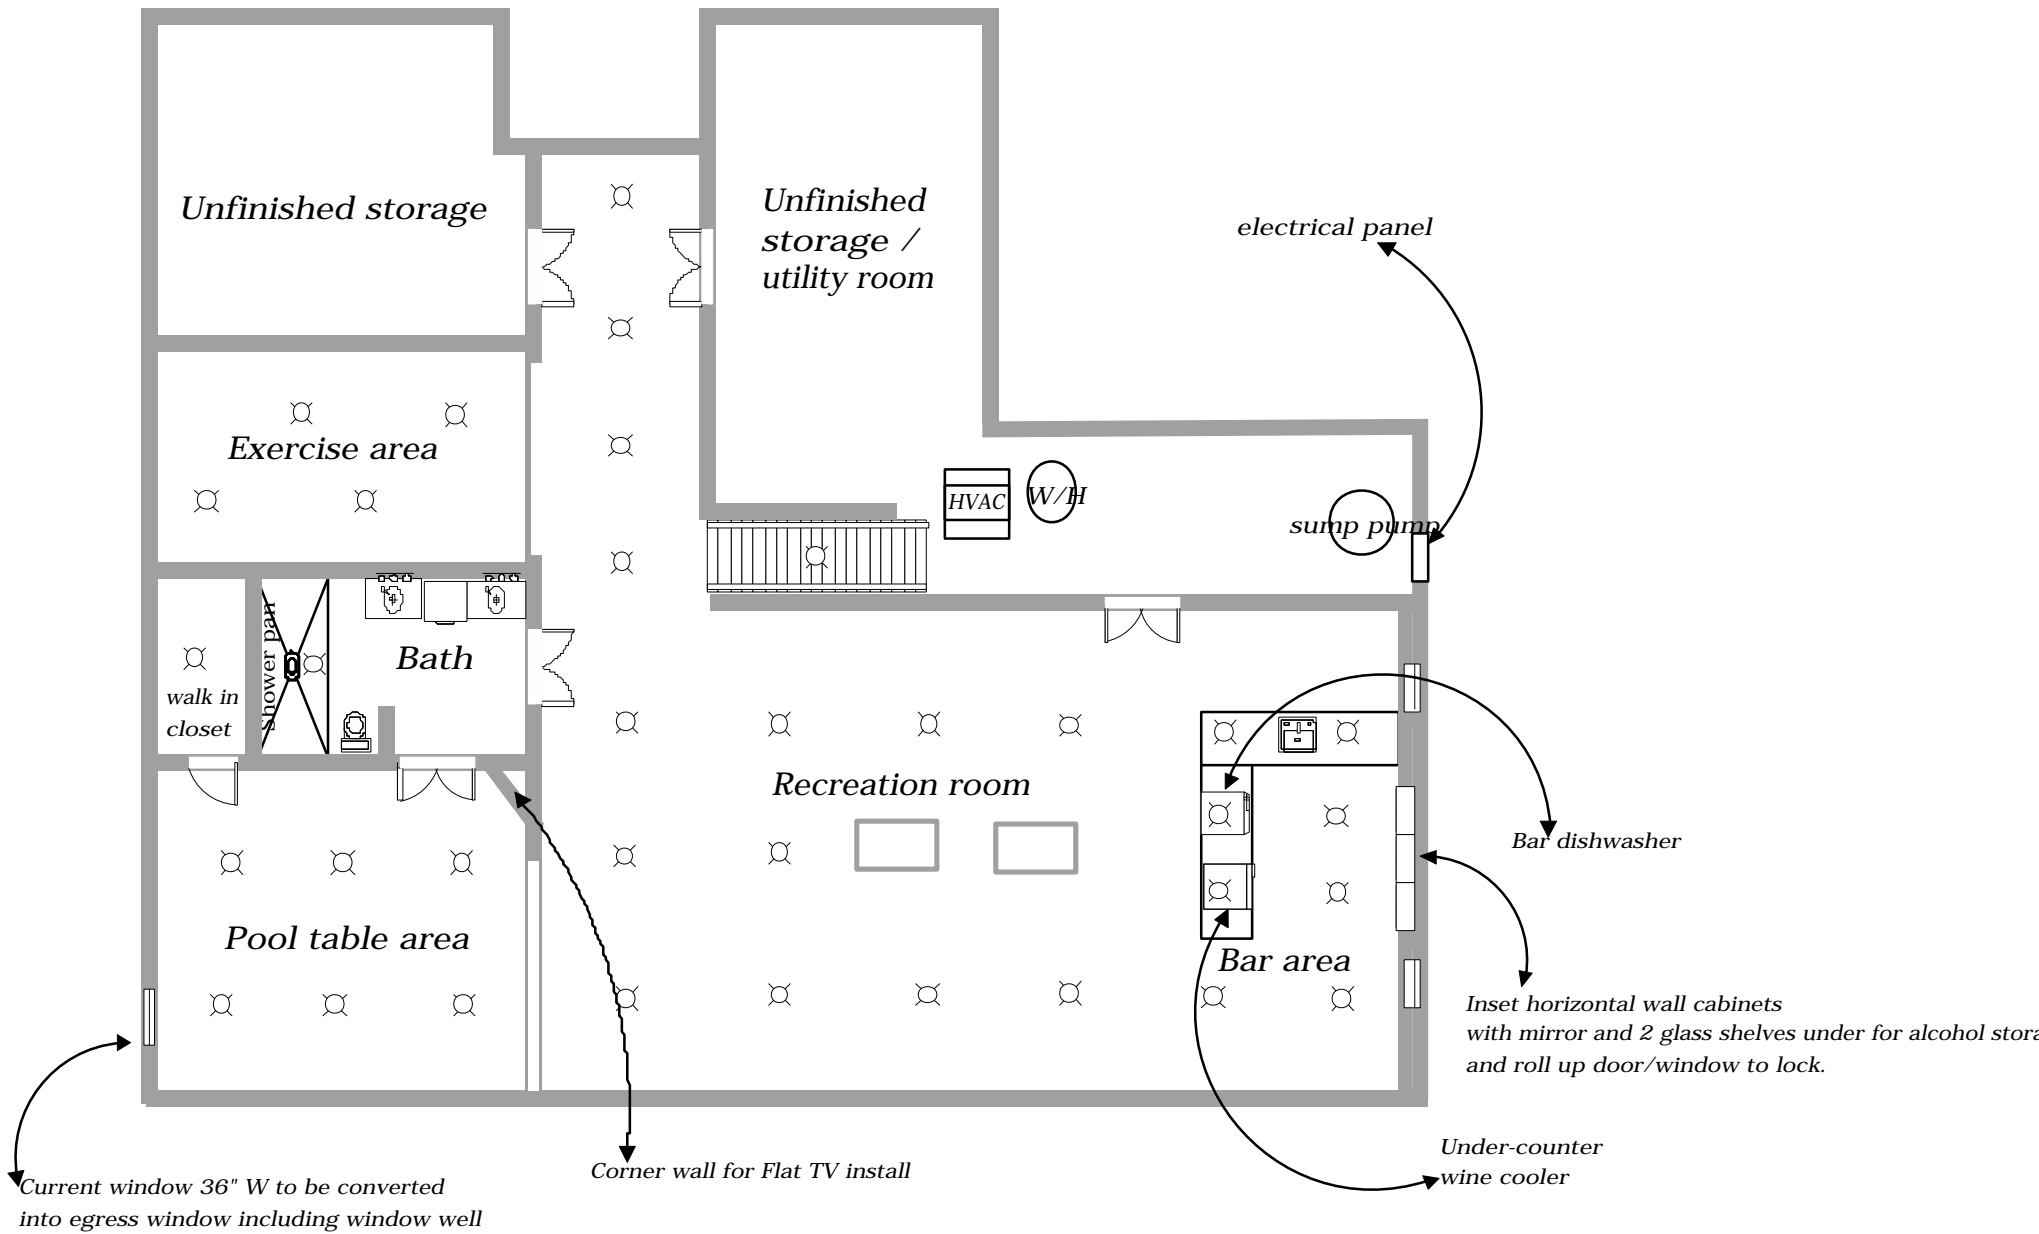 Unfinished storage
Unfinished
storage /
utility room
electrical panel
Exercise area
HVAC
W/H
sump pump
Shower pan
Bath
walk in
closet
Recreation room
Bar dishwasher
Pool table area
Bar area
Inset horizontal wall cabinets
with mirror and 2 glass shelves under for alcohol
and roll up door/window to lock.
Under-counter
wine cooler
Corner wall for Flat TV install
Current window 36" W to be converted
into egress window including window well